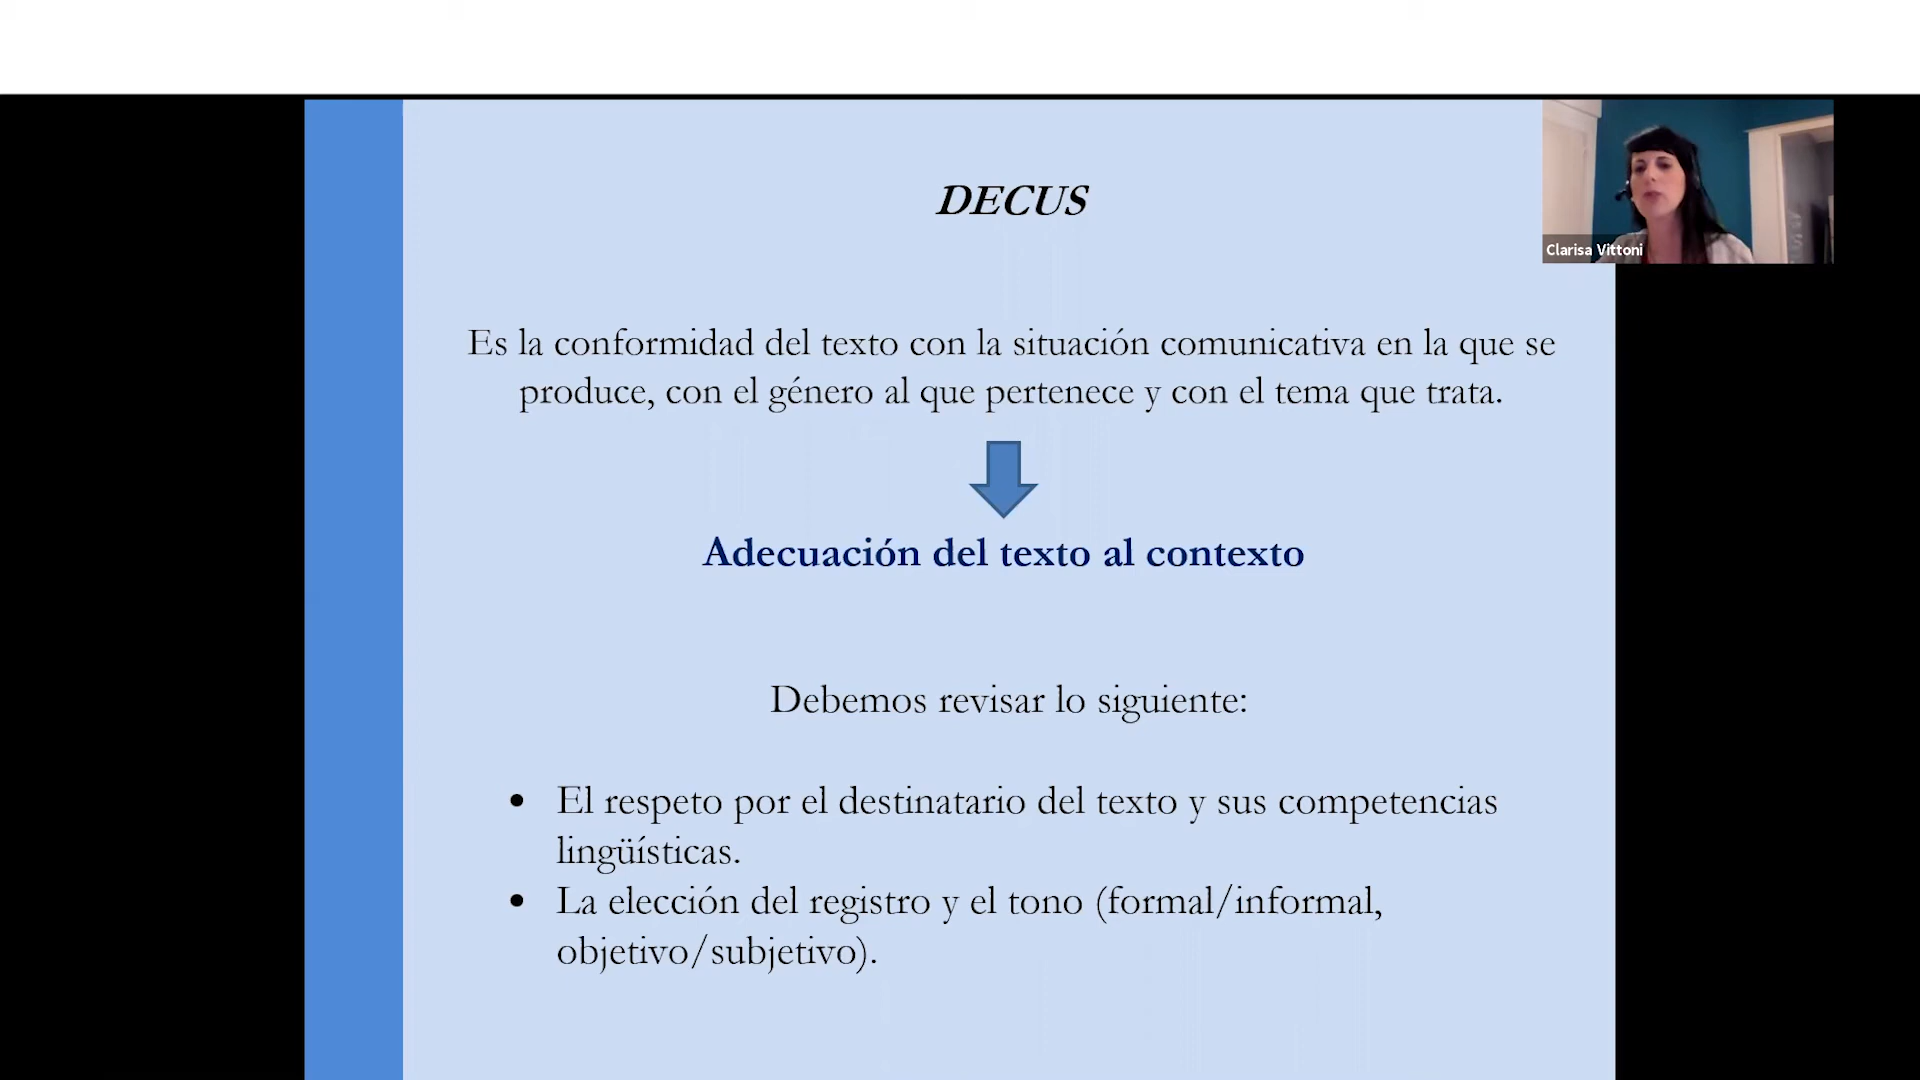 DECUS
Clarisa Vittoni
Es la conformidad del texto con la situación comunicativa en la que se
produce, con el género al que pertenece y con el tema que trata.
Adecuación del texto al contexto
Debemos revisar lo siguiente:
• El respeto por el destinatario del texto y sus competencias
lingüísticas.
• La elección del registro y el tono (formal/informal,
objetivo/subjetivo).